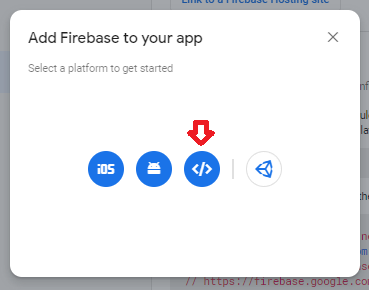 Link to a Firebase Hosting site
Add Firebase to your app
Select a platform to get started
iOS
</>
// https://firebase.google.co